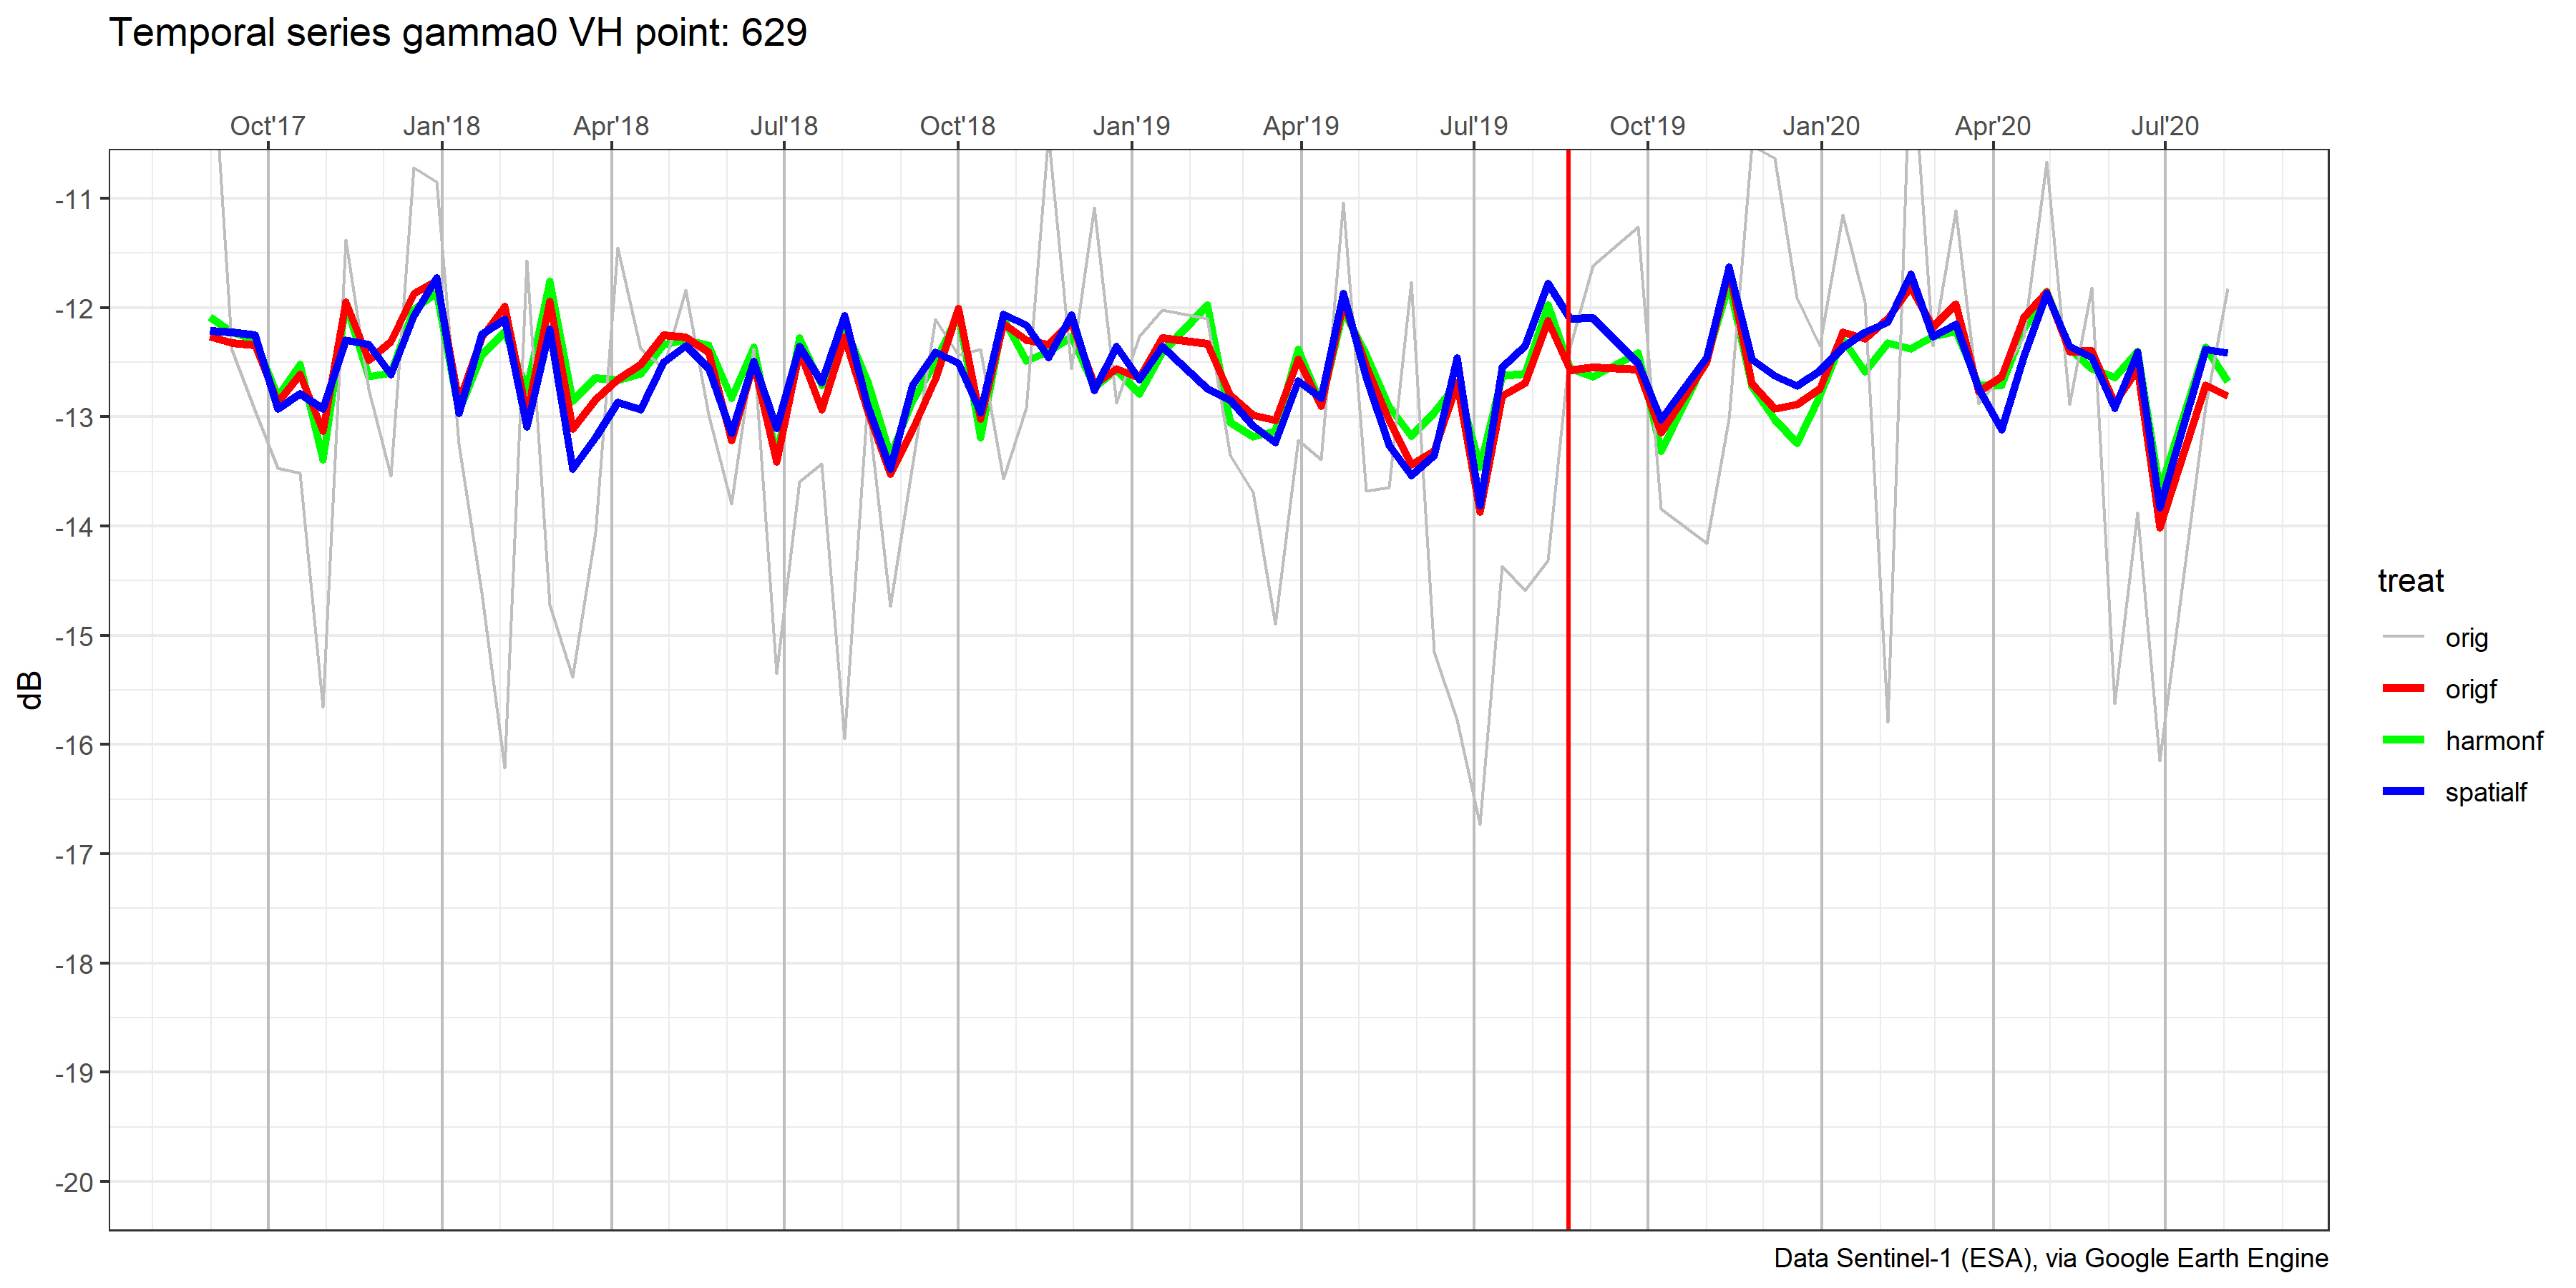 Temporal series gamma0 VH point: 629
Oct'17 Jan'18 Apr'18 Jul'18 Oct'18 Jan'19 Apr'19 Jul'19 Oct'19 Jan'20 Apr'20 Jul'20
-11
-12
-13
-14
-15
-16
-17
-18
-19
-20
dB
treat
orig
origf
harmonf
spatialf
Data Sentinel-1 (ESA), via Google Earth Engine